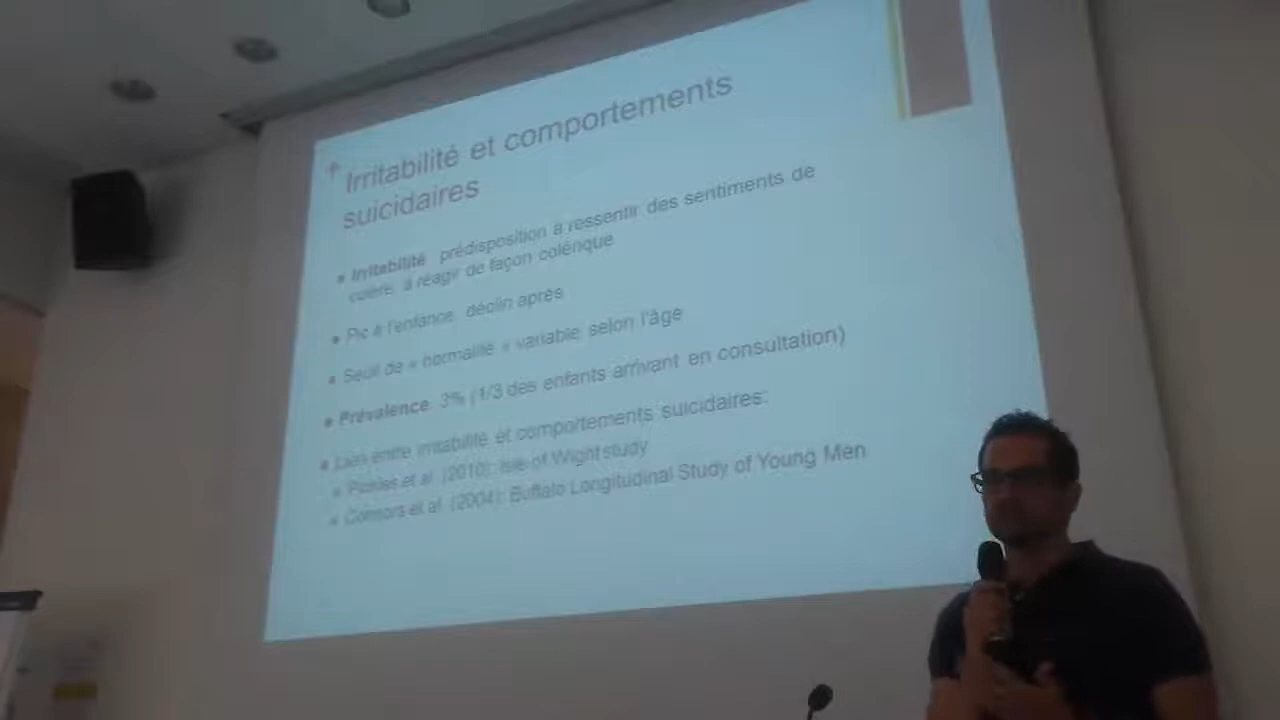 Irritabilité et comportements
suicidaires
Irritabilité prédisposition à ressentir des sentiments de
colère, à réagir de façon colérique
Pic à l'enfance, déclin après
Seuil de « normalité » variable selon l'âge
Prévalence 3% (1/3 des enfants arrivant en consultation)
Lien entre irritabilité et comportements suicidaires:
Pickles et al. (2010): Isle of Wight study
Connors et al. (2004): Buffalo Longitudinal Study of Young Men